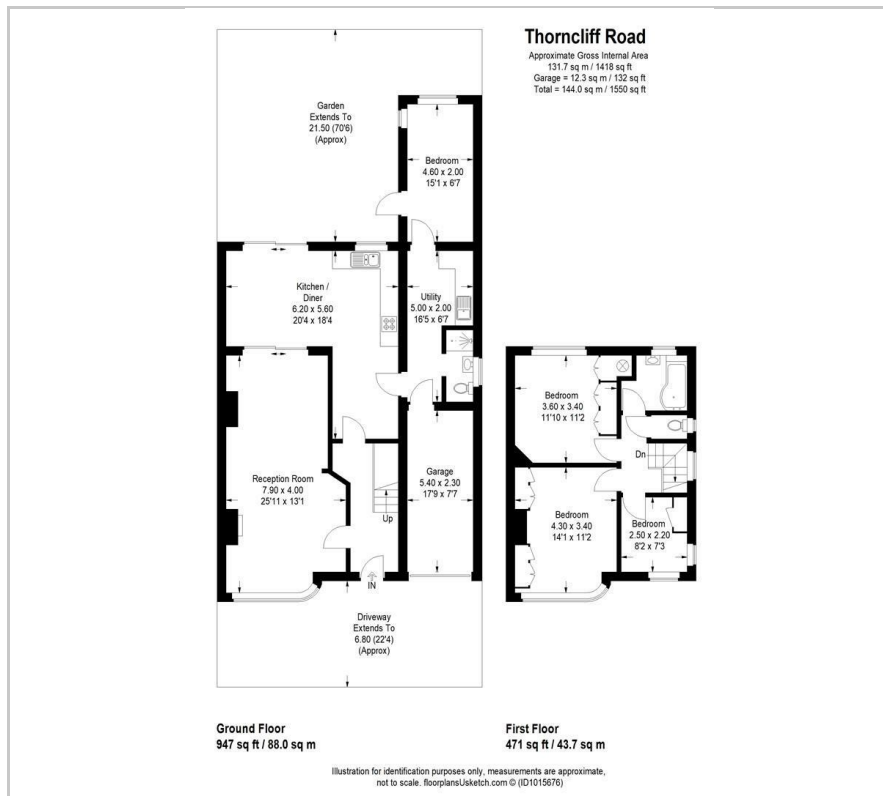 Thorncliff Road
Approximate Gross Internal Area
131.7 sq m / 1418 sq ft
Garage = 12.3 sq m / 132 sq ft
Total = 144.0 sq m / 1550 sq ft
Garden
Extends To
21.50 (70'6)
(Approx)
Bedroom
4.60 x 2.00
15'1 x 6'7
Kitchen /
Diner
6.20 x 5.60
20'4 x 18'4
Utility
5.00 x 2.00
16'5 x 6'7
Reception Room
7.90 x 4.00
25'11 x 13'1
Garage
5.40 x 2.30
17'9 x 7'7
Up
IN
Driveway
Extends To
6.80 (22'4)
(Approx)
Bedroom
3.60 x 3.40
11'10 x 11'2
Dn
Bedroom
4.30 x 3.40
14'1 x 11'2
Bedroom
2.50 x 2.20
8'2 x 7'3
Ground Floor
947 sq ft / 88.0 sq m
First Floor
471 sq ft / 43.7 sq m
Illustration for identification purposes only, measurements are approximate,
not to scale. floorplansUsketch.com © (ID1015676)